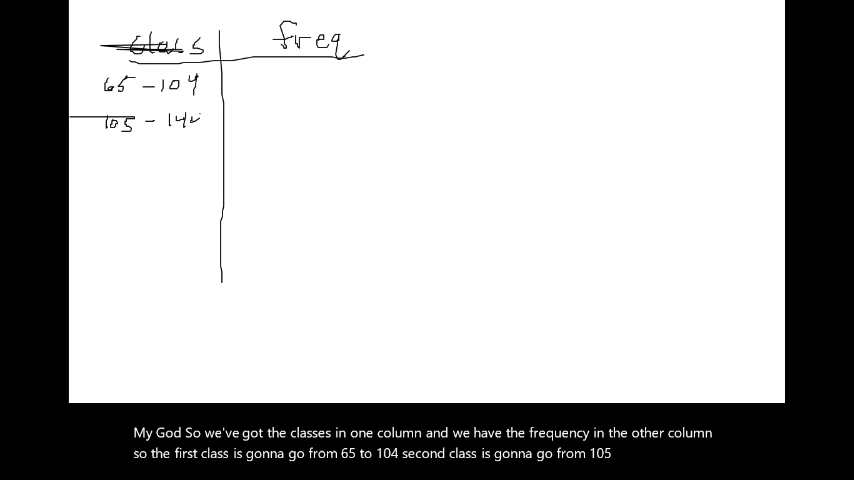 class freq
65 - 104
105 - 144
My God So we've got the classes in one column and we have the frequency in the other column
so the first class is gonna go from 65 to 104 second class is gonna go from 105